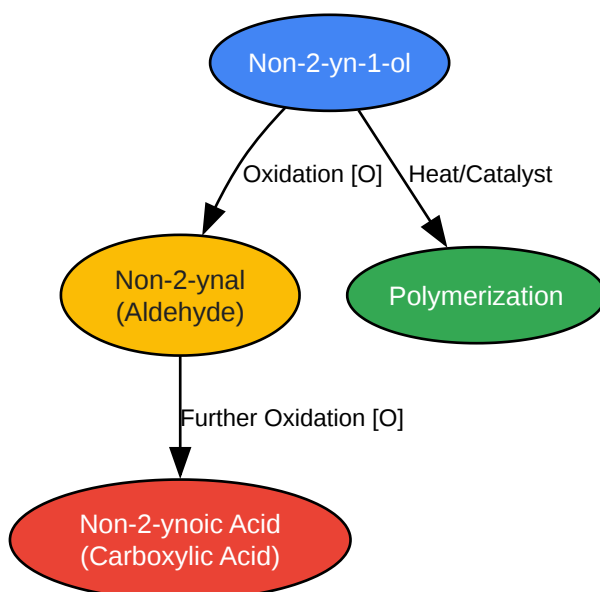 Non-2-yn-1-ol
Oxidation [O]
Heat/Catalyst
Non-2-ynal
(Aldehyde)
Polymerization
Further Oxidation [O]
Non-2-ynoic Acid
(Carboxylic Acid)